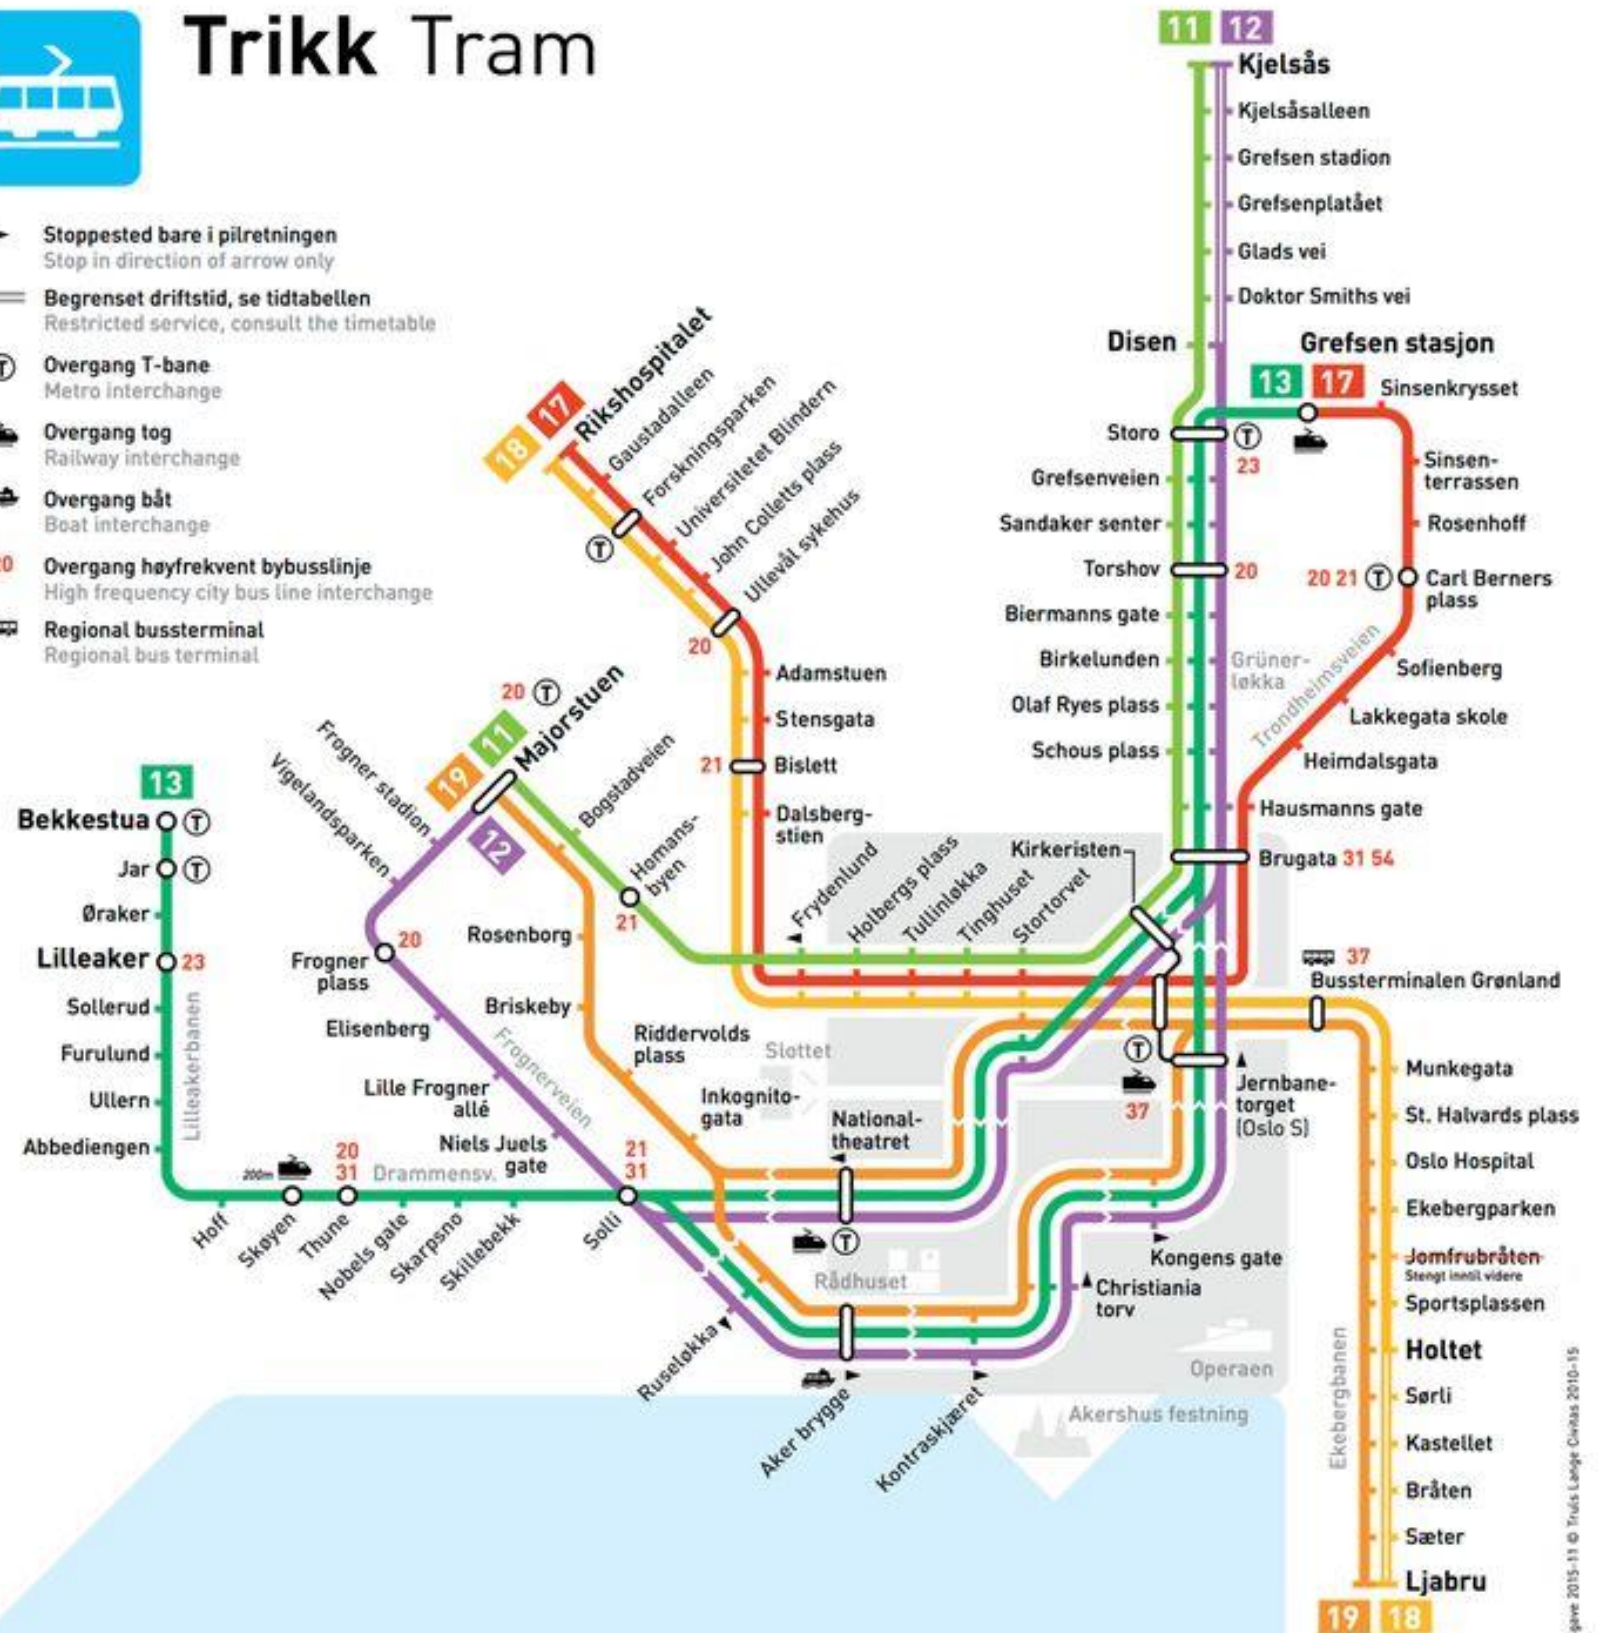 Trikk Tram
Stoppested bare i pilretningen
Stop in direction of arrow only
Begrenset driftstid, se tidtabellen
Restricted service, consult the timetable
T
Overgang T-bane
Metro interchange
Overgang tog
Railway interchange
Overgang båt
Boat interchange
Overgang høyfrekvent bybusslinje
High frequency city bus line interchange
Regional bussterminal
Regional bus terminal
11 12
Kjelsås
Kjelsåsalleen
Grefsen stadion
Grefsenplatået
Glads vei
Doktor Smiths vei
Disen
Grefsen stasjon
13 17
Sinsenkrysset
Storo
T
23
Grefsenveien
Sandaker senter
Torshov
20
Biermanns gate
Birkelunden
Olaf Ryes plass
Schous plass
Grüner-
løkka
Sinsen-
terrassen
Rosenhoff
20 21 T
Carl Berners
plass
Trondheimsveien
Sofienberg
Lakkegata skole
Heimdalsgata
Hausmanns gate
Brugata 31 54
18 17
Rikshospitalet
Gaustadalleen
Forskningsparken
T
Universitetet Blindern
John Colletts plass
Ullevål sykehus
20
Adamstuen
Stensgata
21
Bislett
Dalsberg-
stien
Frydenlund
Holbergs plass
Tullinløkka
Tinghuset
Stortorvet
Kirkeristen
20 T
19 11
Majorstuen
12
Bogstadveien
Homans-
byen
21
Frogner stadion
Vigelandsparken
20
Frogner
plass
Elisenberg
Lille Frogner
allé
Niels Juels
gate
Frognerveien
Rosenborg
Briskeby
Riddervolds
plass
Inkognito-
gata
13
Bekkestua
T
Jar
T
Øraker
Lilleaker
23
Sollerud
Furulund
Ullern
Abbediengen
Lilleakerbanen
Hoff
200m
Skøyen
20
31
Thune
Drammensv.
Nobels gate
Skarpsno
Skillebekk
21
31
Solli
Slottet
National-
theatret
T
Rådhuset
Ruseløkka
Aker brygge
Kontraskjæret
Christiania
torv
Kongens gate
T
37
Jernbane-
torget
(Oslo S)
Operaen
Akershus festning
37
Bussterminalen Grønland
Munkegata
St. Halvards plass
Oslo Hospital
Ekebergparken
Jomfrubråten
Stengt inntil videre
Sportsplassen
Holtet
Sørli
Kastellet
Bråten
Sæter
Ljabru
Ekebergbanen
19 18
2015-11 © Truls Lange Civitas 2010-15